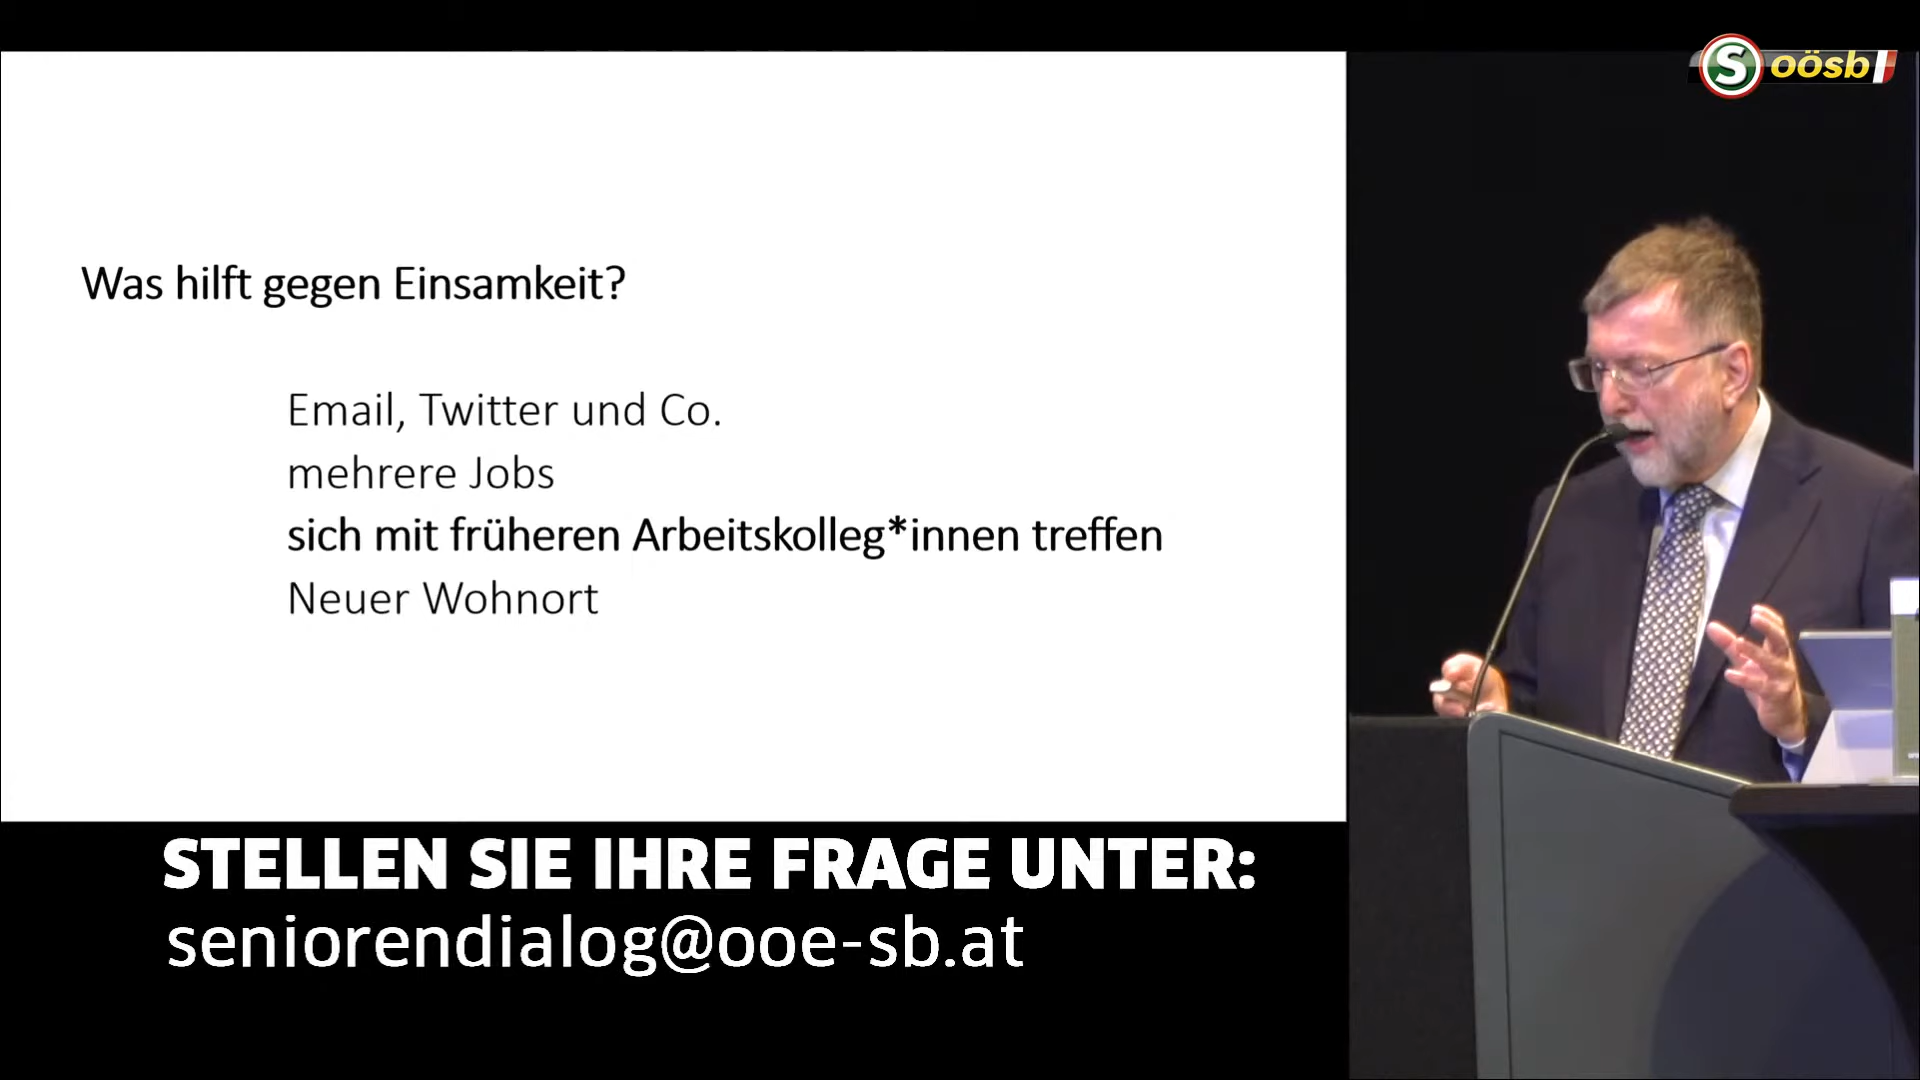 S oösb
Was hilft gegen Einsamkeit?
Email, Twitter und Co.
mehrere Jobs
sich mit früheren Arbeitskolleg*innen treffen
Neuer Wohnort
STELLEN SIE IHRE FRAGE UNTER:
seniorendialog@ooe-sb.at